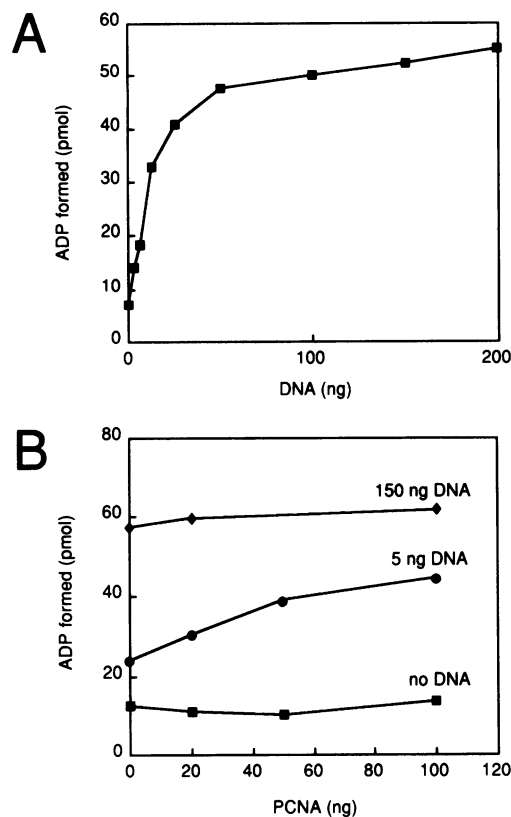 A
60
50
40
30
20
10
0
ADP formed (pmol)
0 100 200
DNA (ng)
B
80
60
40
20
0
ADP formed (pmol)
150 ng DNA
5 ng DNA
no DNA
0 20 40 60 80 100 120
PCNA (ng)